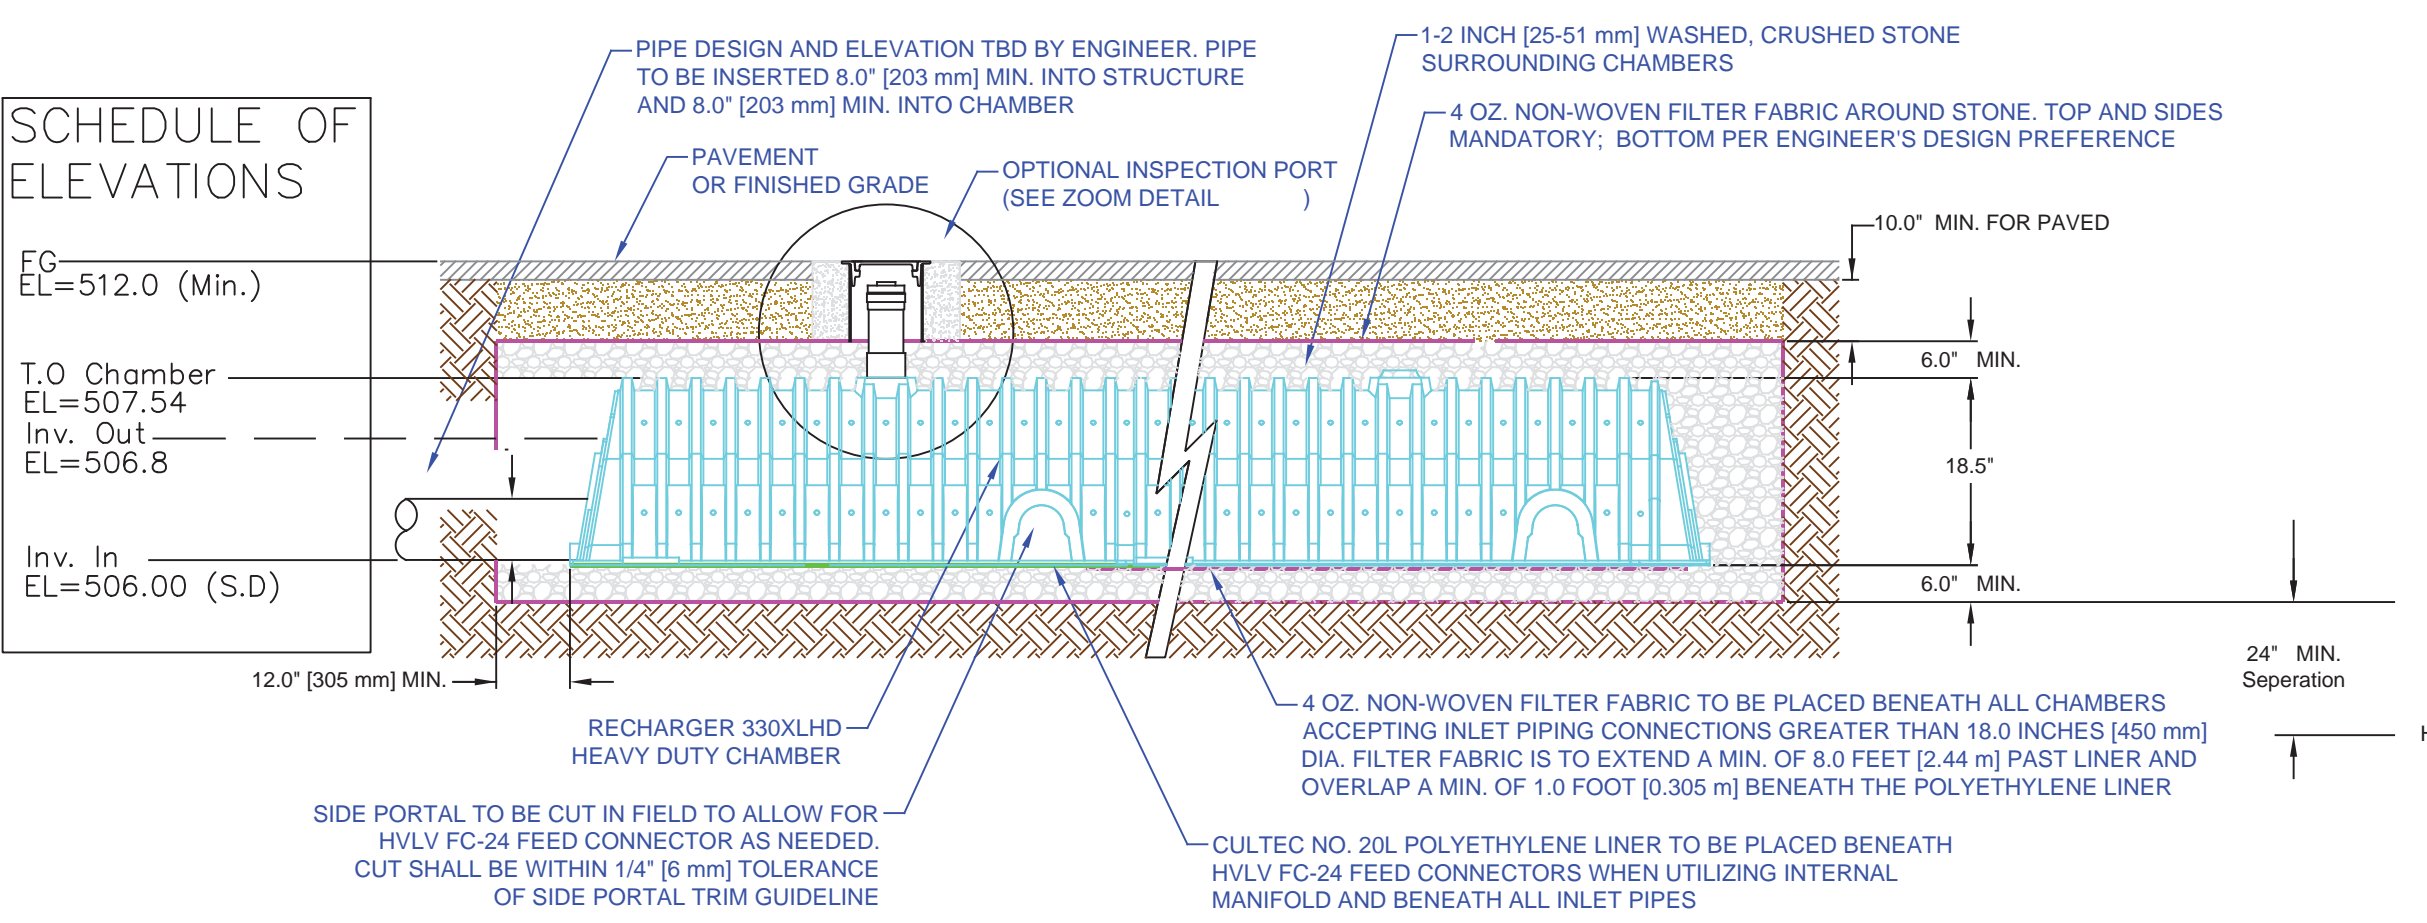 PIPE DESIGN AND ELEVATION TBD BY ENGINEER. PIPE
TO BE INSERTED 8.0" [203 mm] MIN. INTO STRUCTURE
AND 8.0" [203 mm] MIN. INTO CHAMBER
1-2 INCH [25-51 mm] WASHED, CRUSHED STONE
SURROUNDING CHAMBERS
4 OZ. NON-WOVEN FILTER FABRIC AROUND STONE. TOP AND SIDES
MANDATORY; BOTTOM PER ENGINEER'S DESIGN PREFERENCE
PAVEMENT
OR FINISHED GRADE
OPTIONAL INSPECTION PORT
(SEE ZOOM DETAIL )
SCHEDULE OF
ELEVATIONS
FG
EL=512.0 (Min.)
T.O Chamber
EL=507.54
Inv. Out
EL=506.8
Inv. In
EL=506.00 (S.D)
10.0" MIN. FOR PAVED
6.0" MIN.
18.5"
6.0" MIN.
24" MIN.
Seperation
H
12.0" [305 mm] MIN.
RECHARGER 330XLHD
HEAVY DUTY CHAMBER
SIDE PORTAL TO BE CUT IN FIELD TO ALLOW FOR
HVLV FC-24 FEED CONNECTOR AS NEEDED.
CUT SHALL BE WITHIN 1/4" [6 mm] TOLERANCE
OF SIDE PORTAL TRIM GUIDELINE
4 OZ. NON-WOVEN FILTER FABRIC TO BE PLACED BENEATH ALL CHAMBERS
ACCEPTING INLET PIPING CONNECTIONS GREATER THAN 18.0 INCHES [450 mm]
DIA. FILTER FABRIC IS TO EXTEND A MIN. OF 8.0 FEET [2.44 m] PAST LINER AND
OVERLAP A MIN. OF 1.0 FOOT [0.305 m] BENEATH THE POLYETHYLENE LINER
CULTEC NO. 20L POLYETHYLENE LINER TO BE PLACED BENEATH
HVLV FC-24 FEED CONNECTORS WHEN UTILIZING INTERNAL
MANIFOLD AND BENEATH ALL INLET PIPES